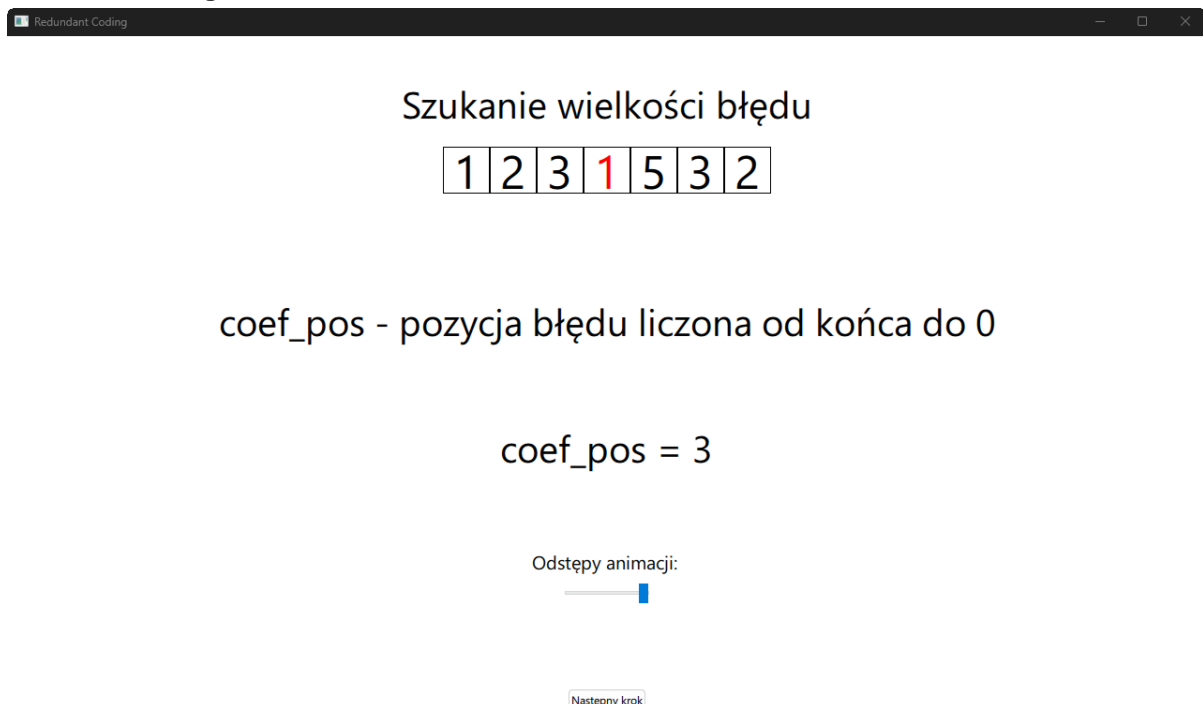 Redundant Coding
Szukanie wielkości błędu
1 2 3 1 5 3 2
coef_pos - pozycja błędu liczona od końca do 0
coef_pos = 3
Odstępy animacji:
Następny krok